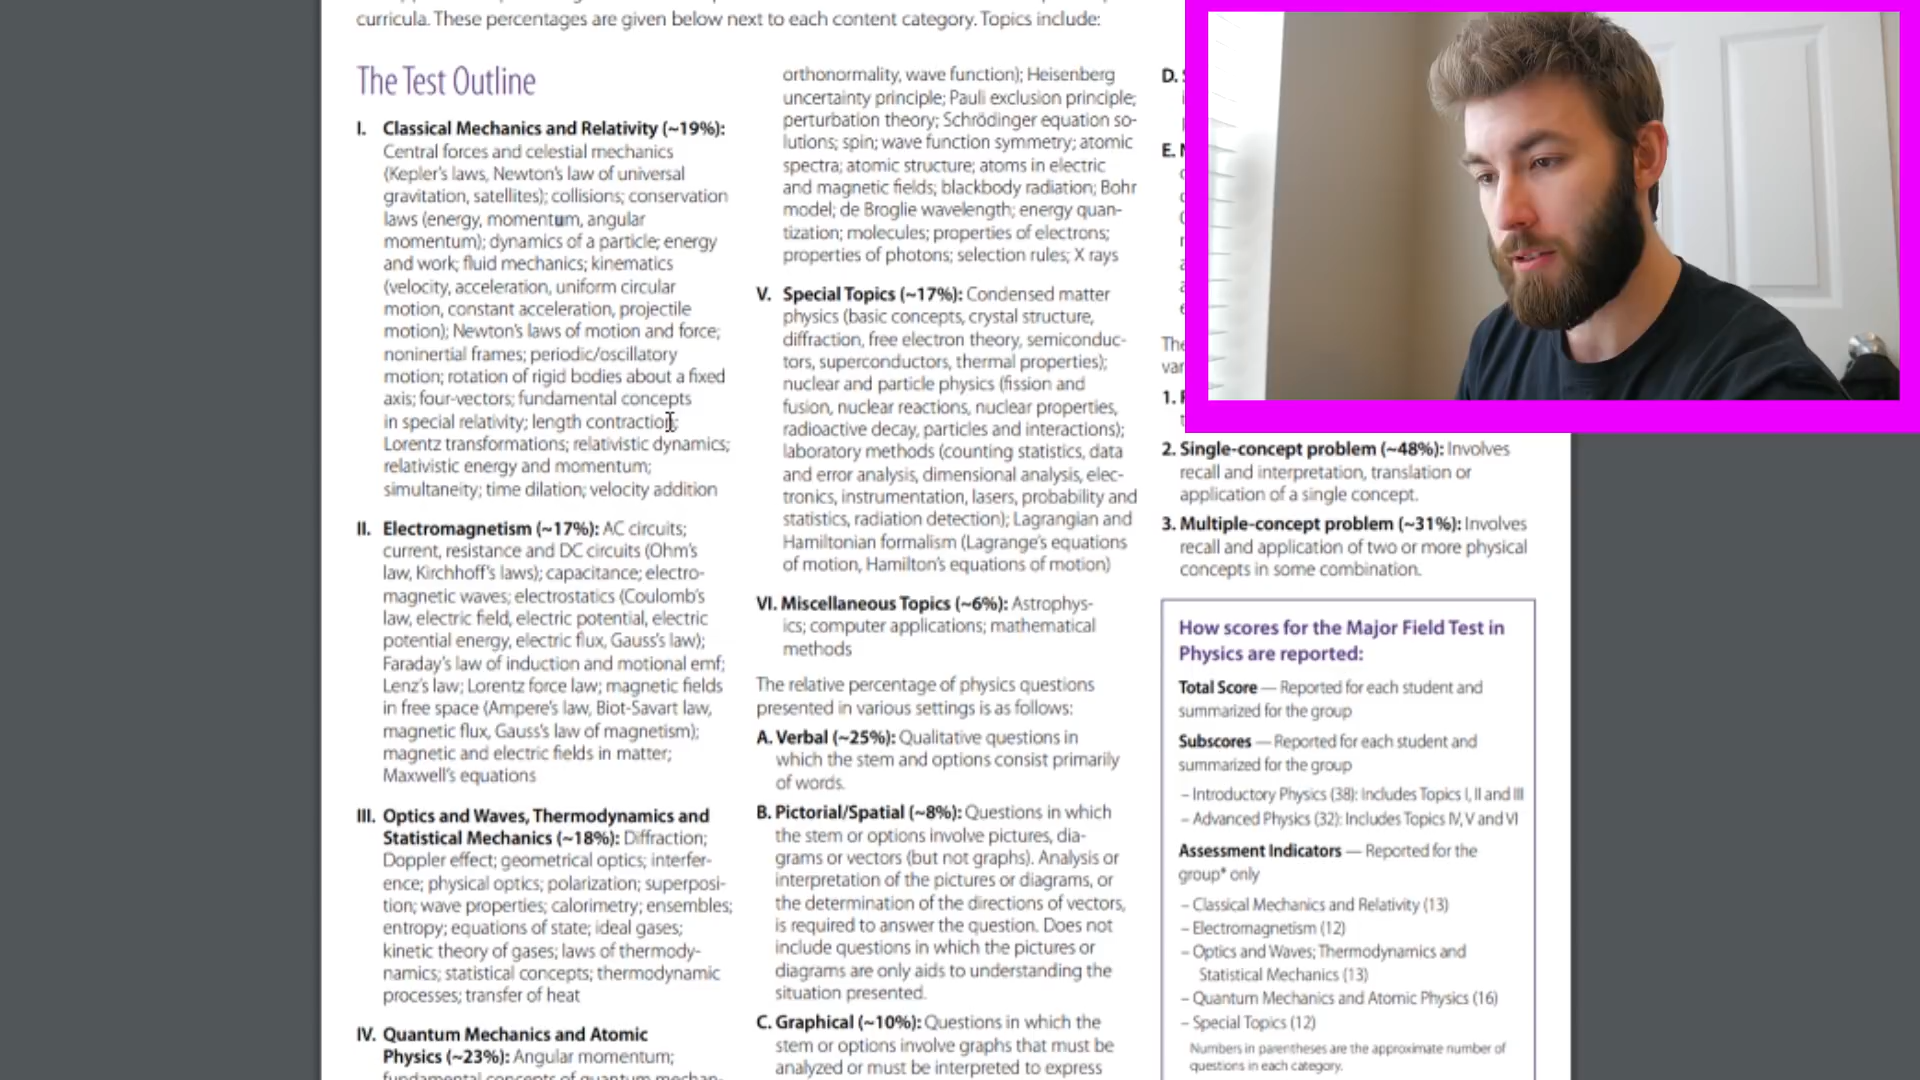 curricula. These percentages are given below next to each content category. Topics include:
The Test Outline
I. Classical Mechanics and Relativity (~19%):
Central forces and celestial mechanics
(Kepler's laws, Newton's law of universal
gravitation, satellites); collisions; conservation
laws (energy, momentum, angular
momentum); dynamics of a particle; energy
and work; fluid mechanics; kinematics
(velocity, acceleration, uniform circular
motion, constant acceleration, projectile
motion); Newton's laws of motion and force;
noninertial frames; periodic/oscillatory
motion; rotation of rigid bodies about a fixed
axis; four-vectors; fundamental concepts
in special relativity; length contraction;
Lorentz transformations; relativistic dynamics;
relativistic energy and momentum;
simultaneity; time dilation; velocity addition
II. Electromagnetism (~17%): AC circuits;
current, resistance and DC circuits (Ohm's
law, Kirchhoff's laws); capacitance; electro-
magnetic waves; electrostatics (Coulomb's
law, electric field, electric potential, electric
potential energy, electric flux, Gauss's law);
Faraday's law of induction and motional emf;
Lenz's law; Lorentz force law; magnetic fields
in free space (Ampere's law, Biot-Savart law,
magnetic flux, Gauss's law of magnetism);
magnetic and electric fields in matter;
Maxwell's equations
III. Optics and Waves, Thermodynamics and
Statistical Mechanics (~18%): Diffraction;
Doppler effect; geometrical optics; interfer-
ence; physical optics; polarization; superposi-
tion; wave properties; calorimetry; ensembles;
entropy; equations of state; ideal gases;
kinetic theory of gases; laws of thermody-
namics; statistical concepts; thermodynamic
processes; transfer of heat
IV. Quantum Mechanics and Atomic
Physics (~23%): Angular momentum;
fundamental concepts of quantum mechan-
orthonormality, wave function); Heisenberg
uncertainty principle; Pauli exclusion principle;
perturbation theory; Schrödinger equation so-
lutions; spin; wave function symmetry; atomic
spectra; atomic structure; atoms in electric
and magnetic fields; blackbody radiation; Bohr
model; de Broglie wavelength; energy quan-
tization; molecules; properties of electrons;
properties of photons; selection rules; X rays
V. Special Topics (~17%): Condensed matter
physics (basic concepts, crystal structure,
diffraction, free electron theory, semiconduc-
tors, superconductors, thermal properties);
nuclear and particle physics (fission and
fusion, nuclear reactions, nuclear properties,
radioactive decay, particles and interactions);
laboratory methods (counting statistics, data
and error analysis, dimensional analysis, elec-
tronics, instrumentation, lasers, probability and
statistics, radiation detection); Lagrangian and
Hamiltonian formalism (Lagrange's equations
of motion, Hamilton's equations of motion)
VI. Miscellaneous Topics (~6%): Astrophys-
ics; computer applications; mathematical
methods
The relative percentage of physics questions
presented in various settings is as follows:
A. Verbal (~25%): Qualitative questions in
which the stem and options consist primarily
of words.
B. Pictorial/Spatial (~8%): Questions in which
the stem or options involve pictures, dia-
grams or vectors (but not graphs). Analysis or
interpretation of the pictures or diagrams, or
the determination of the directions of vectors,
is required to answer the question. Does not
include questions in which the pictures or
diagrams are only aids to understanding the
situation presented.
C. Graphical (~10%): Questions in which the
stem or options involve graphs that must be
analyzed or must be interpreted to express
D.
E.
The
1.
2. Single-concept problem (~48%): Involves
recall and interpretation, translation or
application of a single concept.
3. Multiple-concept problem (~31%): Involves
recall and application of two or more physical
concepts in some combination.
How scores for the Major Field Test in
Physics are reported:
Total Score — Reported for each student and
summarized for the group
Subscores — Reported for each student and
summarized for the group
– Introductory Physics (38): Includes Topics I, II and III
– Advanced Physics (32): Includes Topics IV, V and VI
Assessment Indicators — Reported for the
group* only
– Classical Mechanics and Relativity (13)
– Electromagnetism (12)
– Optics and Waves; Thermodynamics and
Statistical Mechanics (13)
– Quantum Mechanics and Atomic Physics (16)
– Special Topics (12)
Numbers in parentheses are the approximate number of
questions in each category.